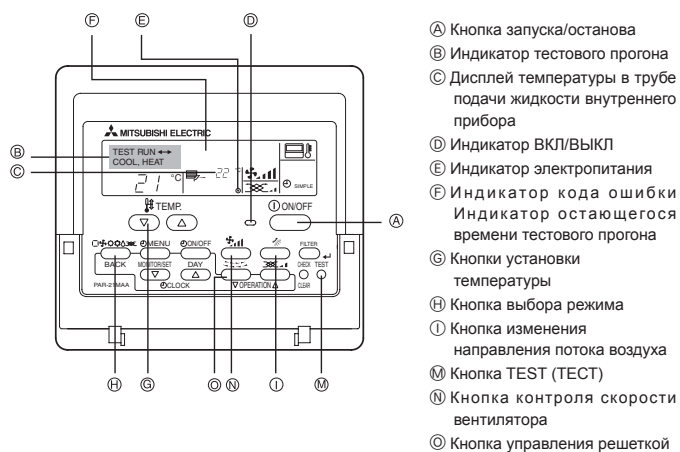 Ⓕ Ⓔ Ⓓ
MITSUBISHI ELECTRIC
Ⓑ TEST RUN ↔
COOL, HEAT
Ⓒ
21 °C 22
SIMPLE
TEMP. ON/OFF
Ⓐ
MENU ON/OFF FILTER
BACK MONITOR/SET DAY CHECK TEST
PAR-21MAA CLOCK ▽ OPERATION △ CLEAR
Ⓗ Ⓖ Ⓞ Ⓝ Ⓘ Ⓜ
Ⓐ Кнопка запуска/останова
Ⓑ Индикатор тестового прогона
Ⓒ Дисплей температуры в трубе
подачи жидкости внутреннего
прибора
Ⓓ Индикатор ВКЛ/ВЫКЛ
Ⓔ Индикатор электропитания
Ⓕ Индикатор кода ошибки
Индикатор остающегося
времени тестового прогона
Ⓖ Кнопки установки
температуры
Ⓗ Кнопка выбора режима
Ⓘ Кнопка изменения
направления потока воздуха
Ⓜ Кнопка TEST (ТЕСТ)
Ⓝ Кнопка контроля скорости
вентилятора
Ⓞ Кнопка управления решеткой